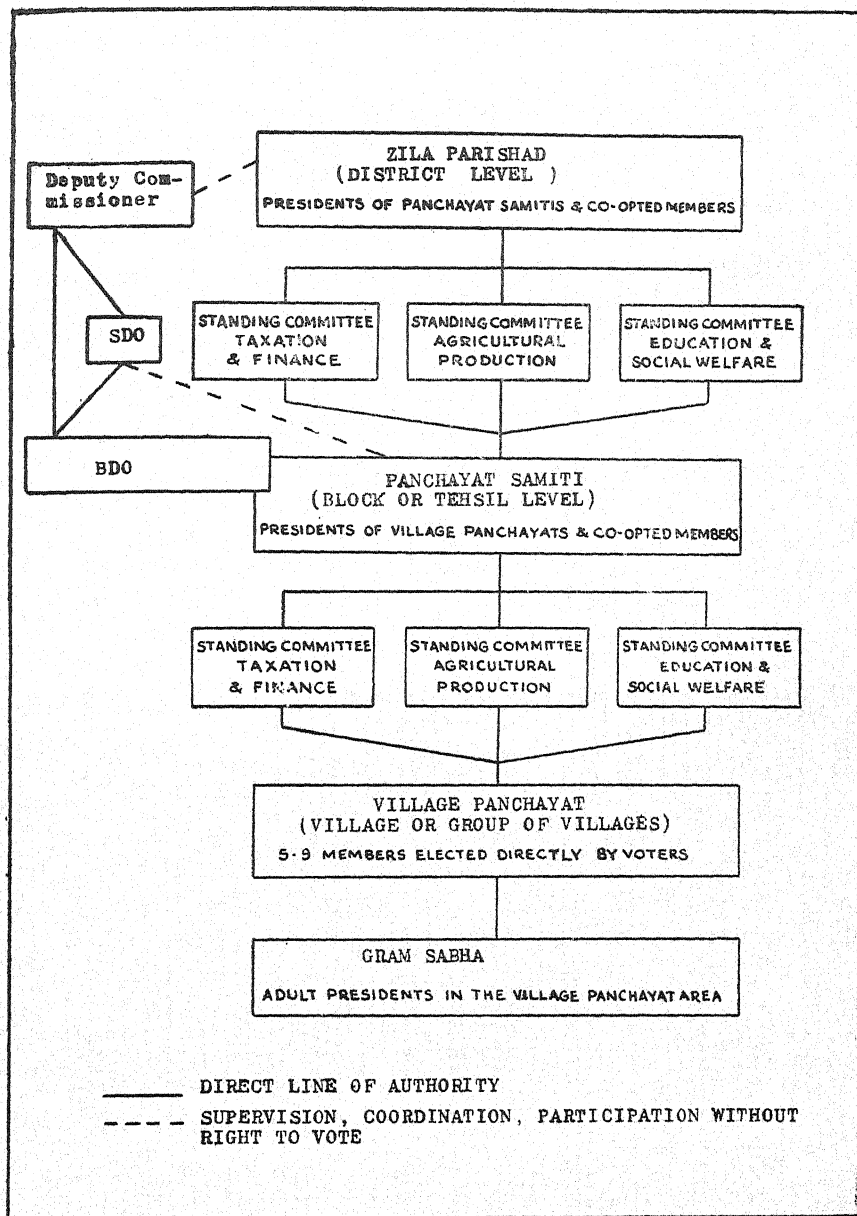 ZILA PARISHAD
(DISTRICT LEVEL )
PRESIDENTS OF PANCHAYAT SAMITIS & CO-OPTED MEMBERS
Deputy Com-
missioner
SDO
BDO
STANDING COMMITTEE
TAXATION
& FINANCE
STANDING COMMITTEE
AGRICULTURAL
PRODUCTION
STANDING COMMITTEE
EDUCATION &
SOCIAL WELFARE
PANCHAYAT SAMITI
(BLOCK OR TEHSIL LEVEL)
PRESIDENTS OF VILLAGE PANCHAYATS & CO-OPTED MEMBERS
STANDING COMMITTEE
TAXATION
& FINANCE
STANDING COMMITTEE
AGRICULTURAL
PRODUCTION
STANDING COMMITTEE
EDUCATION &
SOCIAL WELFARE
VILLAGE PANCHAYAT
(VILLAGE OR GROUP OF VILLAGES)
5-9 MEMBERS ELECTED DIRECTLY BY VOTERS
GRAM SABHA
ADULT PRESIDENTS IN THE VILLAGE PANCHAYAT AREA
DIRECT LINE OF AUTHORITY
SUPERVISION, COORDINATION, PARTICIPATION WITHOUT
RIGHT TO VOTE